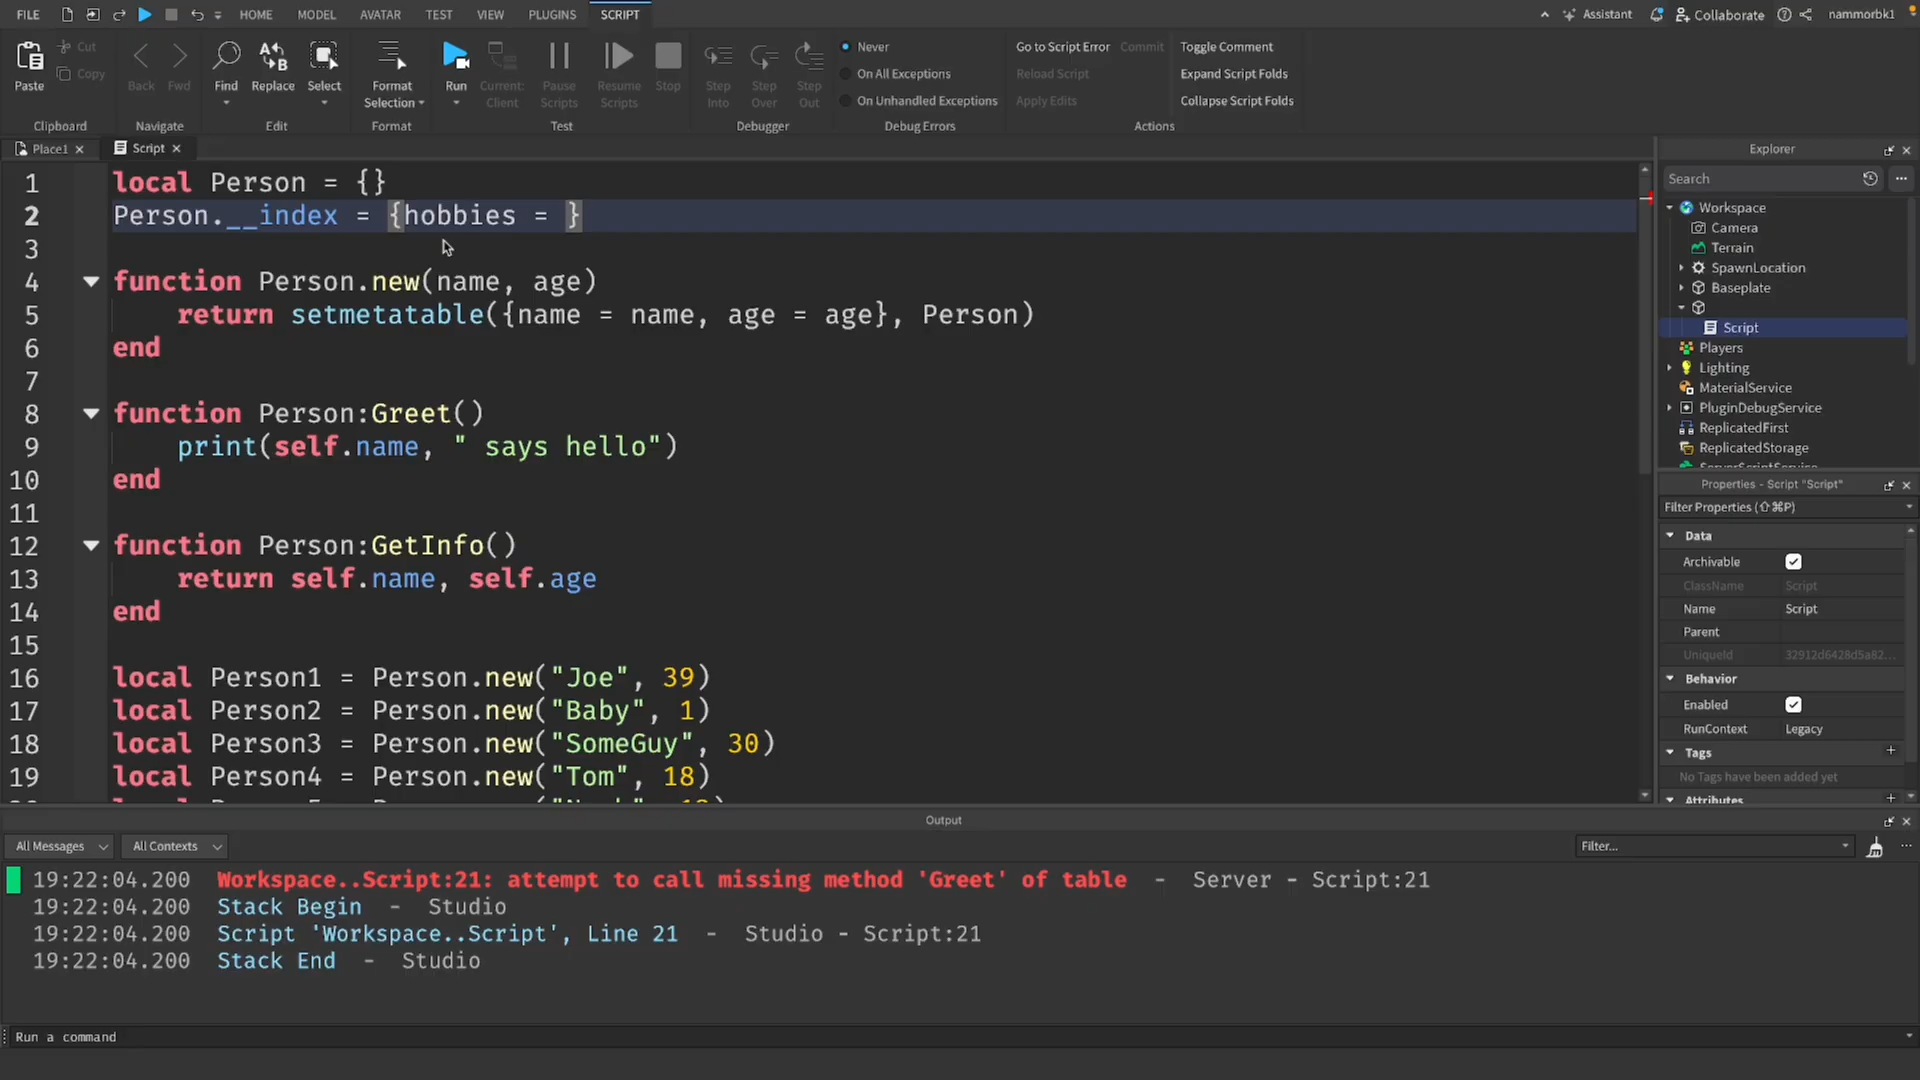 FILE HOME MODEL AVATAR TEST VIEW PLUGINS SCRIPT Assistant Collaborate nammorbk1
Paste Cut Copy Back Fwd Find Replace Select Format Selection Run Current: Client Pause Scripts Resume Scripts Stop Step Into Step Over Step Out
Never
On All Exceptions
On Unhandled Exceptions
Go to Script Error Commit
Reload Script
Apply Edits
Toggle Comment
Expand Script Folds
Collapse Script Folds
Clipboard Navigate Edit Format Test Debugger Debug Errors Actions
Place1 Script
1 local Person = {}
2 Person.__index = {hobbies = }
3
4 function Person.new(name, age)
5 return setmetatable({name = name, age = age}, Person)
6 end
7
8 function Person:Greet()
9 print(self.name, " says hello")
10 end
11
12 function Person:GetInfo()
13 return self.name, self.age
14 end
15
16 local Person1 = Person.new("Joe", 39)
17 local Person2 = Person.new("Baby", 1)
18 local Person3 = Person.new("SomeGuy", 30)
19 local Person4 = Person.new("Tom", 18)
Explorer
Search
Workspace
Camera
Terrain
SpawnLocation
Baseplate
Script
Players
Lighting
MaterialService
PluginDebugService
ReplicatedFirst
ReplicatedStorage
ServerScriptService
Properties - Script "Script"
Filter Properties (⇧⌘P)
Data
Archivable
ClassName Script
Name Script
Parent
UniqueId 32912d6428d5a82...
Behavior
Enabled
RunContext Legacy
Tags
No Tags have been added yet
Attributes
Output
All Messages All Contexts Filter...
19:22:04.200 Workspace..Script:21: attempt to call missing method 'Greet' of table - Server - Script:21
19:22:04.200 Stack Begin - Studio
19:22:04.200 Script 'Workspace..Script', Line 21 - Studio - Script:21
19:22:04.200 Stack End - Studio
Run a command